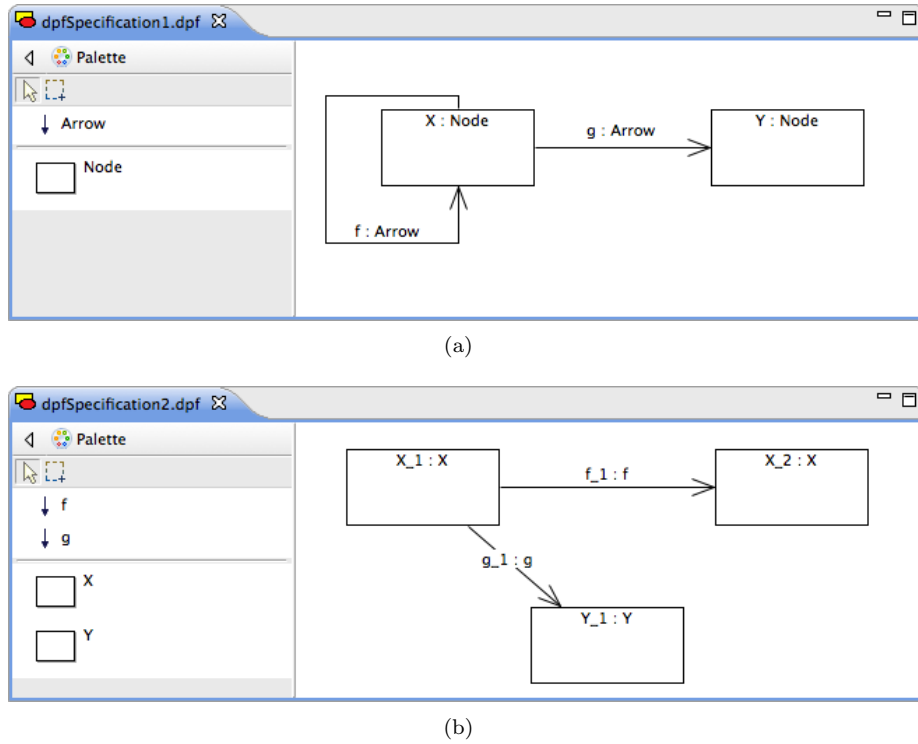 dpfSpecification1.dpf
Palette
Arrow
Node
X : Node
g : Arrow
Y : Node
f : Arrow
(a)
dpfSpecification2.dpf
Palette
f
g
X
Y
X_1 : X
f_1 : f
X_2 : X
g_1 : g
Y_1 : Y
(b)